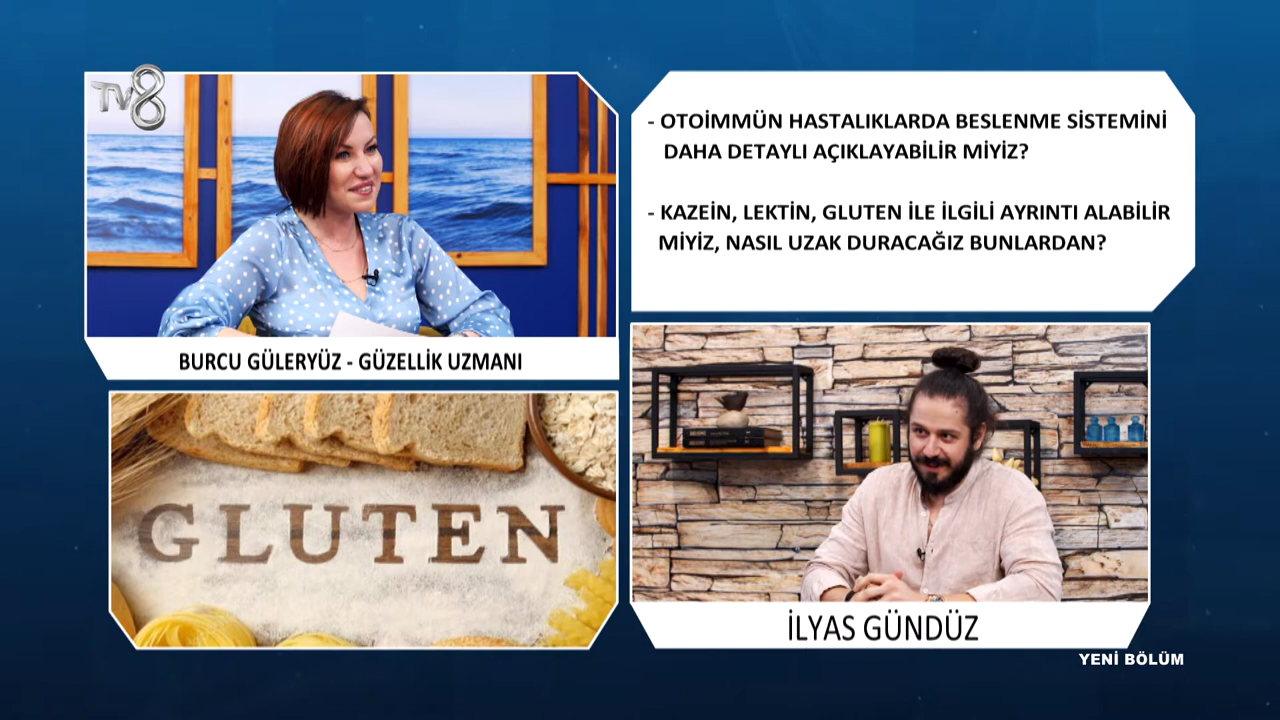 TV8
- OTOİMMÜN HASTALIKLARDA BESLENME SİSTEMİNİ
DAHA DETAYLI AÇIKLAYABİLİR MİYİZ?
- KAZEİN, LEKTİN, GLUTEN İLE İLGİLİ AYRINTI ALABİLİR
MİYİZ, NASIL UZAK DURACAĞIZ BUNLARDAN?
BURCU GÜLERYÜZ - GÜZELLİK UZMANI
GLUTEN
İLYAS GÜNDÜZ
YENİ BÖLÜM